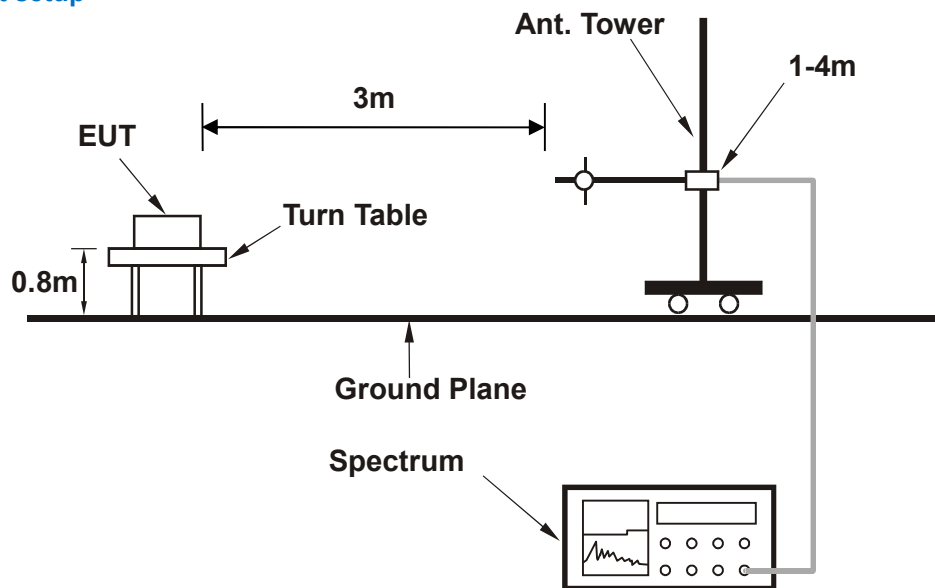 setup
Ant. Tower
1-4m
3m
EUT
Turn Table
0.8m
Ground Plane
Spectrum